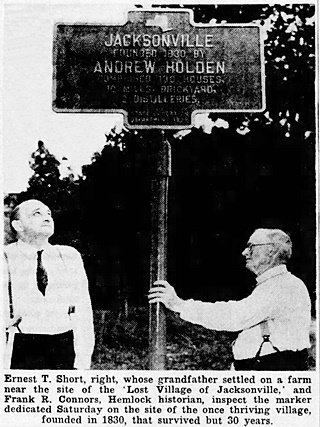 JACKSONVILLE
FOUNDED 1830 BY
ANDREW HOLDEN
COMPRISED 130 HOUSES,
10 MILLS, BRICKYARD,
DISTILLERIES.
Ernest T. Short, right, whose grandfather settled on a farm
near the site of the 'Lost Village of Jacksonville,' and
Frank R. Connors, Hemlock historian, inspect the marker
dedicated Saturday on the site of the once thriving village,
founded in 1830, that survived but 30 years.